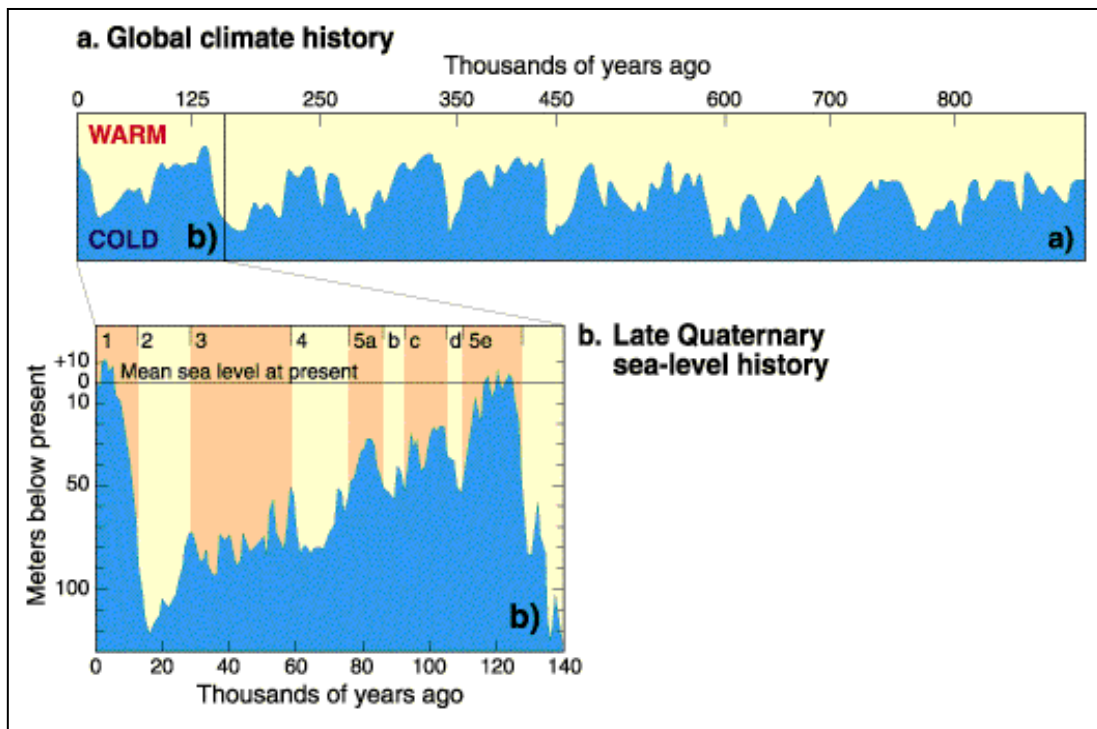 a. Global climate history
Thousands of years ago
0 125 250 350 450 600 700 800
WARM
COLD b) a)
b. Late Quaternary
sea-level history
1 2 3 4 5a b c d 5e
+10
Mean sea level at present
0
10
50
100
Meters below present
b)
0 20 40 60 80 100 120 140
Thousands of years ago